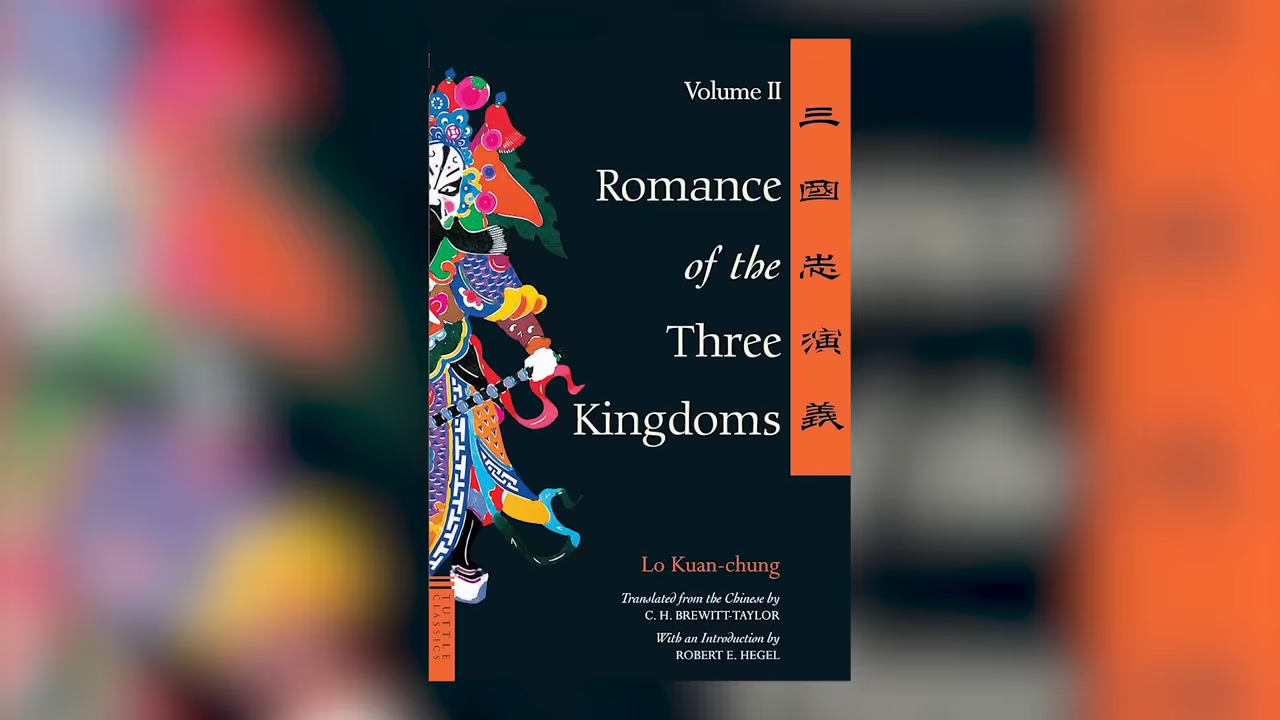 Volume II
Romance
of the
Three
Kingdoms
三
國
志
演
義
Lo Kuan-chung
Translated from the Chinese by
C. H. BREWITT-TAYLOR
With an Introduction by
ROBERT E. HEGEL
TUTTLE
CLASSICS